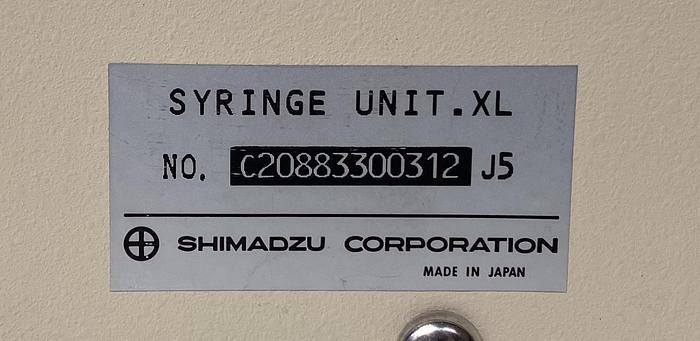 SYRINGE UNIT.XL
NO. C20883300312 J5
SHIMADZU CORPORATION
MADE IN JAPAN